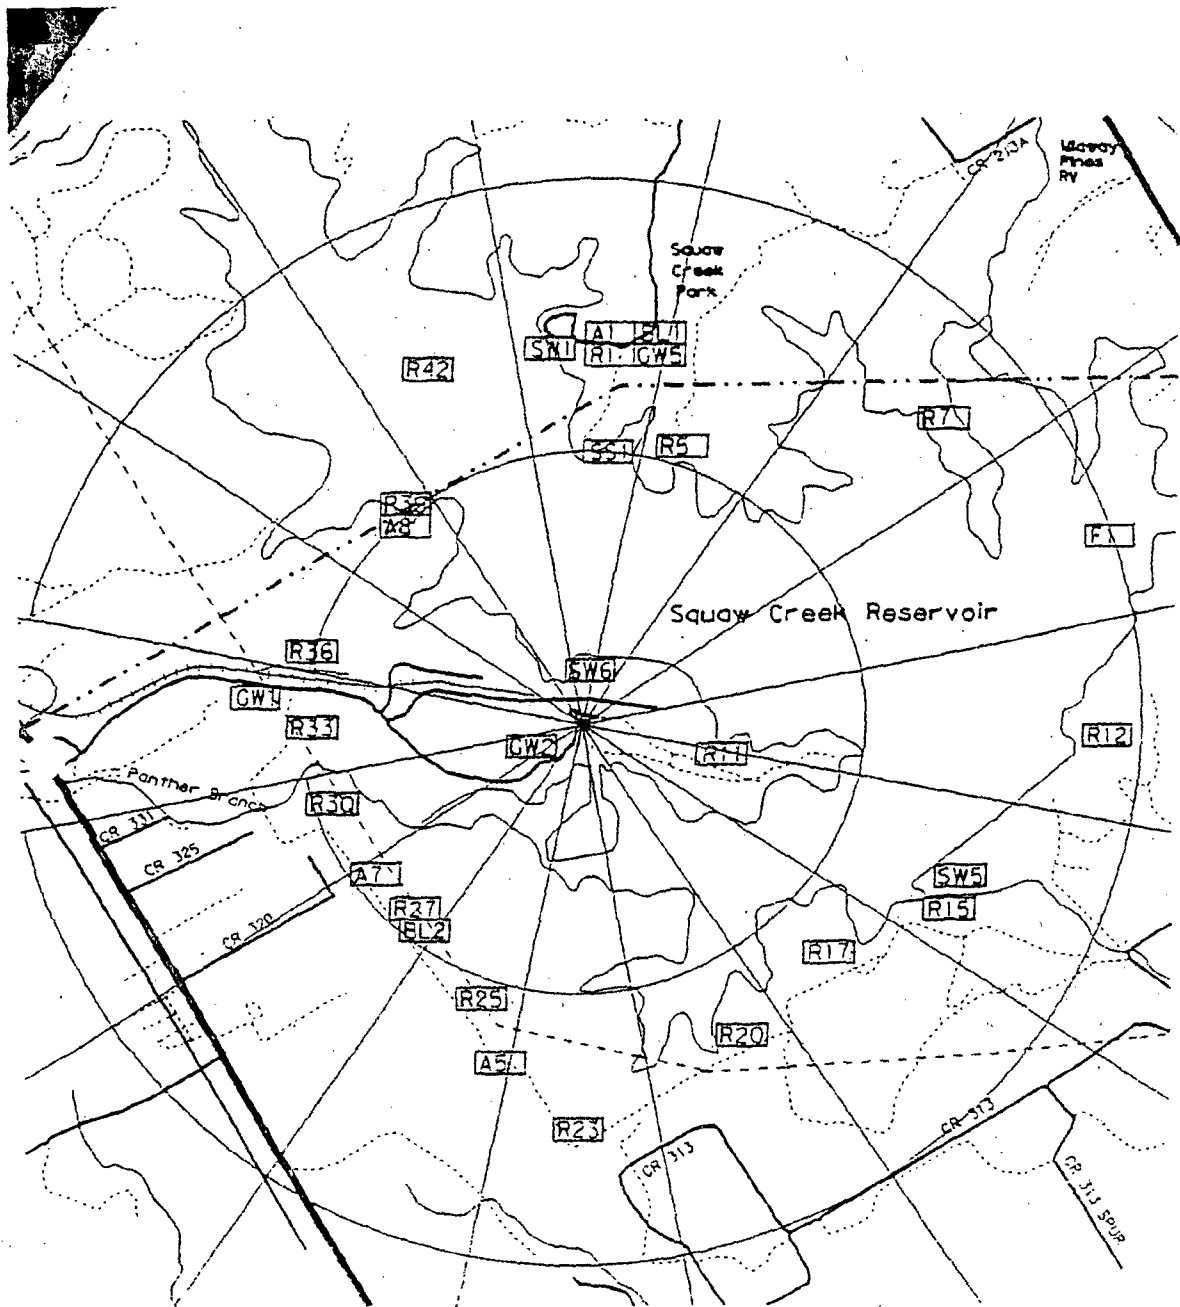 CR 213A
Midway
Pines
RV
Squaw
Creek
Park
A1 BL1
SW1
R1 GW5
R42
R7
R5
SS1
R39
A8
F1
Squaw Creek Reservoir
R36
SW6
GW1
R33
GW2
R11
R12
Panther Branch
R30
CR 331
CR 325
A7
SW5
R27
R15
BL2
CR 320
R17
R25
R20
A5
R23
CR 313
CR 313
CR 313 SPUR